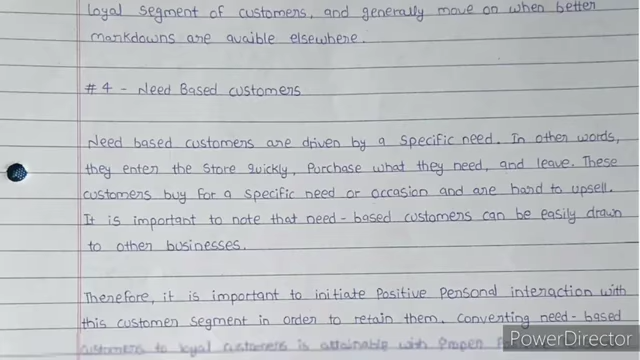 loyal segment of customers, and generally move on when better
markdowns are avaible elsewhere.
# 4 - Need Based customers
Need based customers are driven by a specific need. In other words,
they enter the store quickly, purchase what they need, and leave. These
customers buy for a specific need or occasion and are hard to upsell.
It is important to note that need-based customers can be easily drawn
to other businesses.
Therefore, it is important to initiate positive personal interaction with
this customer segment in order to retain them. Converting need-based
customers to loyal customers is attainable with proper
PowerDirector